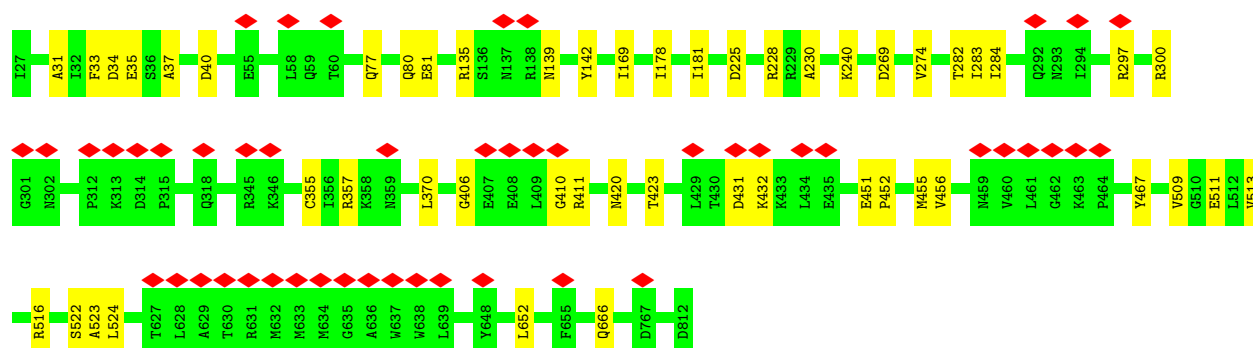 I27 A31 I32 F33 D34 E35 S36 A37 D40 E55 L58 Q59 T60 Q77 Q80 E81 R135 S136 N137 R138 N139 Y142 I169 I178 I181 D225 R228 R229 A230 K240 D269 V274 T282 I283 I284 Q292 N293 I294 R297 R300
G301 N302 P312 K313 D314 P315 Q318 R345 K346 C355 I356 R357 K358 N359 L370 G406 E407 E408 L409 G410 R411 N420 T423 L429 T430 D431 K432 K433 L434 E435 E451 P452 M455 V456 N459 V460 L461 G462 K463 P464 Y467 V509 G510 E511 L512 V513
R516 S522 A523 L524 T627 L628 A629 T630 R631 M632 M633 M634 G635 A636 W637 W638 L639 Y648 L652 F655 Q666 D767 D812